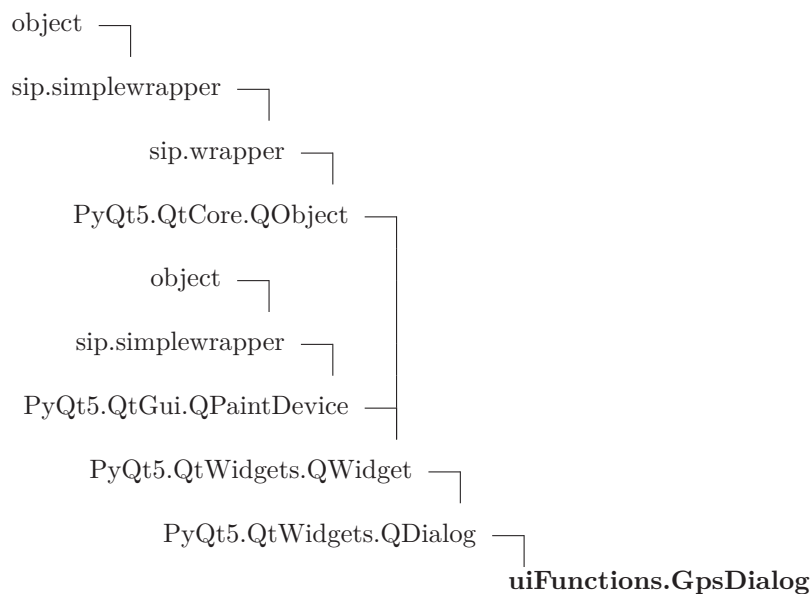 object
sip.simplewrapper
sip.wrapper
PyQt5.QtCore.QObject
object
sip.simplewrapper
PyQt5.QtGui.QPaintDevice
PyQt5.QtWidgets.QWidget
PyQt5.QtWidgets.QDialog
uiFunctions.GpsDialog